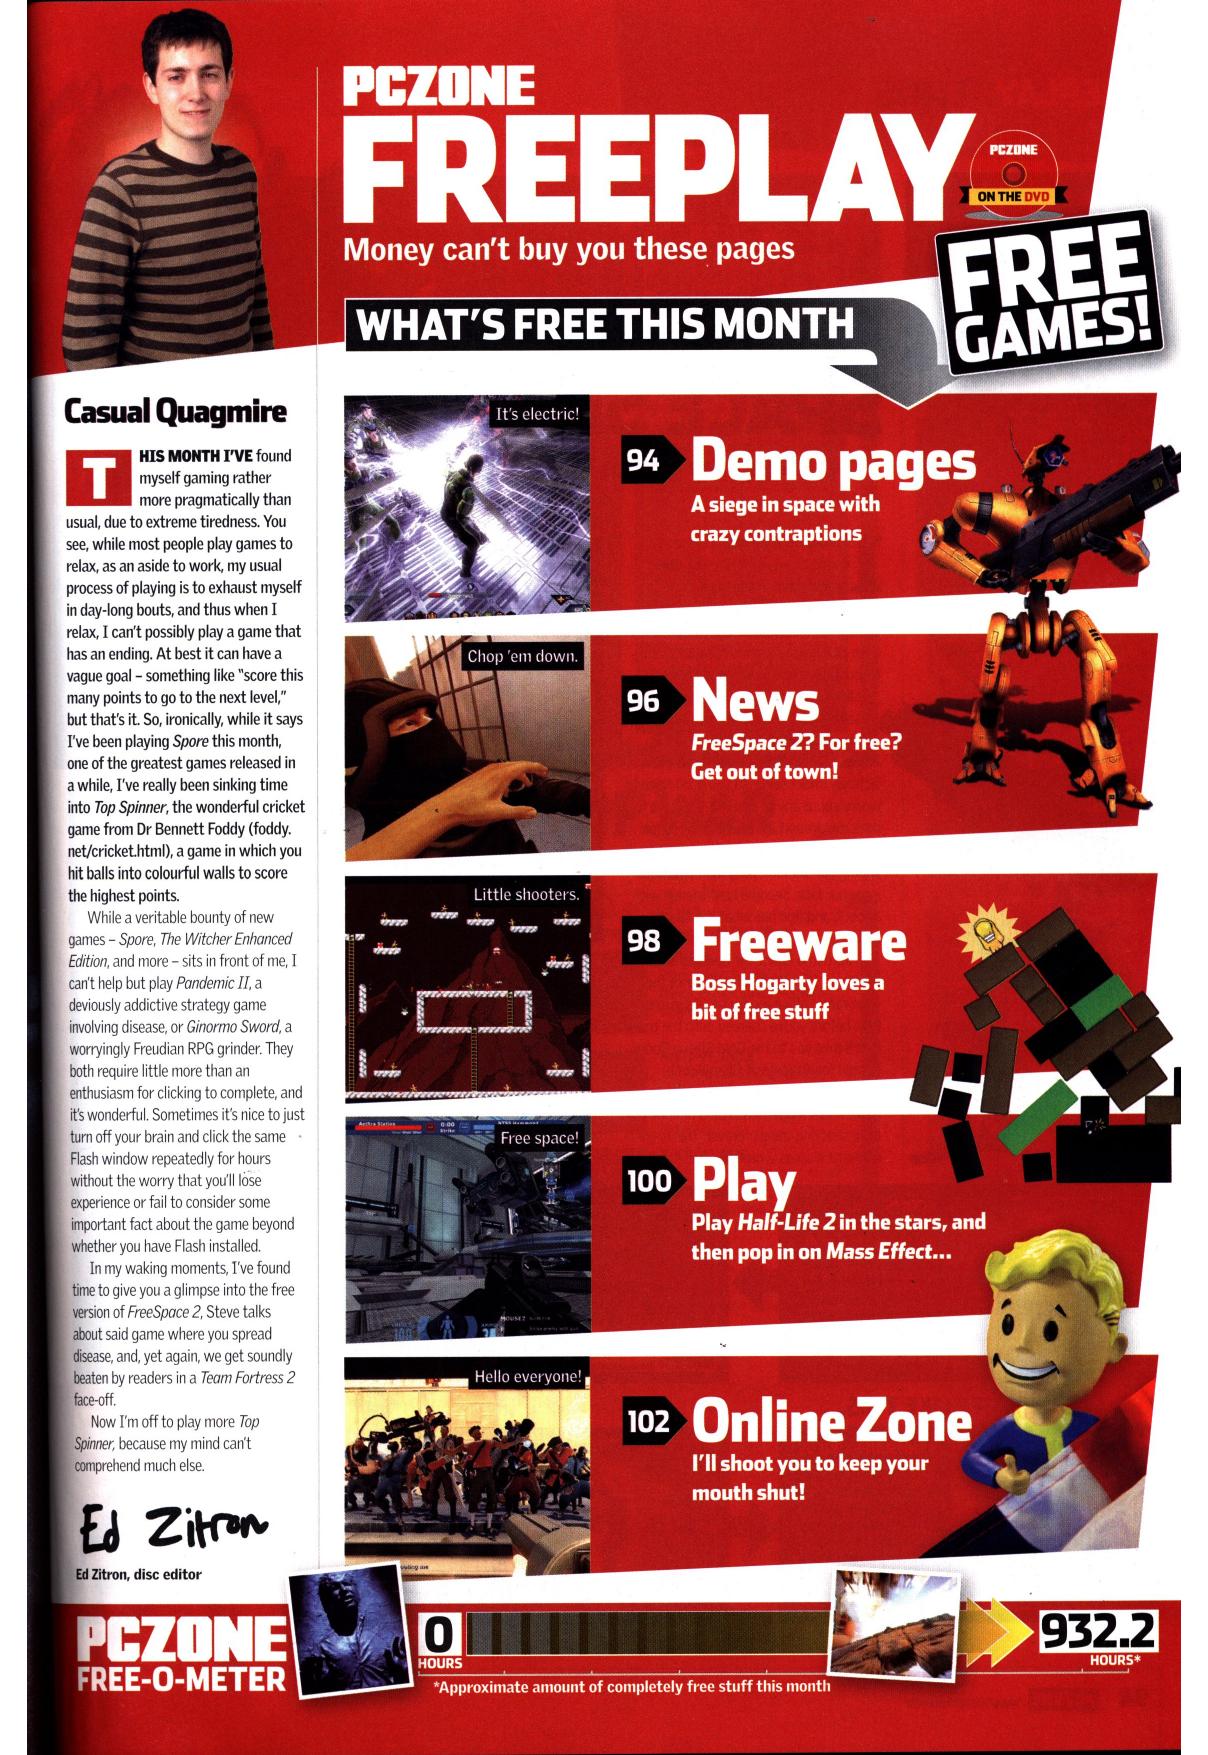 PCZONE
FREEPLAY
Money can't buy you these pages
PCZONE
ON THE DVD
FREE
GAMES!
WHAT'S FREE THIS MONTH
Casual Quagmire
THIS MONTH I'VE found
myself gaming rather
more pragmatically than
usual, due to extreme tiredness. You
see, while most people play games to
relax, as an aside to work, my usual
process of playing is to exhaust myself
in day-long bouts, and thus when I
relax, I can't possibly play a game that
has an ending. At best it can have a
vague goal – something like "score this
many points to go to the next level,"
but that's it. So, ironically, while it says
I've been playing Spore this month,
one of the greatest games released in
a while, I've really been sinking time
into Top Spinner, the wonderful cricket
game from Dr Bennett Foddy (foddy.
net/cricket.html), a game in which you
hit balls into colourful walls to score
the highest points.
While a veritable bounty of new
games – Spore, The Witcher Enhanced
Edition, and more – sits in front of me, I
can't help but play Pandemic II, a
deviously addictive strategy game
involving disease, or Ginormo Sword, a
worryingly Freudian RPG grinder. They
both require little more than an
enthusiasm for clicking to complete, and
it's wonderful. Sometimes it's nice to just
turn off your brain and click the same
Flash window repeatedly for hours
without the worry that you'll lose
experience or fail to consider some
important fact about the game beyond
whether you have Flash installed.
In my waking moments, I've found
time to give you a glimpse into the free
version of FreeSpace 2, Steve talks
about said game where you spread
disease, and, yet again, we get soundly
beaten by readers in a Team Fortress 2
face-off.
Now I'm off to play more Top
Spinner, because my mind can't
comprehend much else.
Ed Zitron
Ed Zitron, disc editor
It's electric!
94 Demo pages
A siege in space with
crazy contraptions
Chop 'em down.
96 News
FreeSpace 2? For free?
Get out of town!
Little shooters.
98 Freeware
Boss Hogarty loves a
bit of free stuff
Free space!
0:00
MOUSE2
100 Play
Play Half-Life 2 in the stars, and
then pop in on Mass Effect...
Hello everyone!
102 Online Zone
I'll shoot you to keep your
mouth shut!
PCZONE
FREE-O-METER
0
HOURS
932.2
HOURS*
*Approximate amount of completely free stuff this month